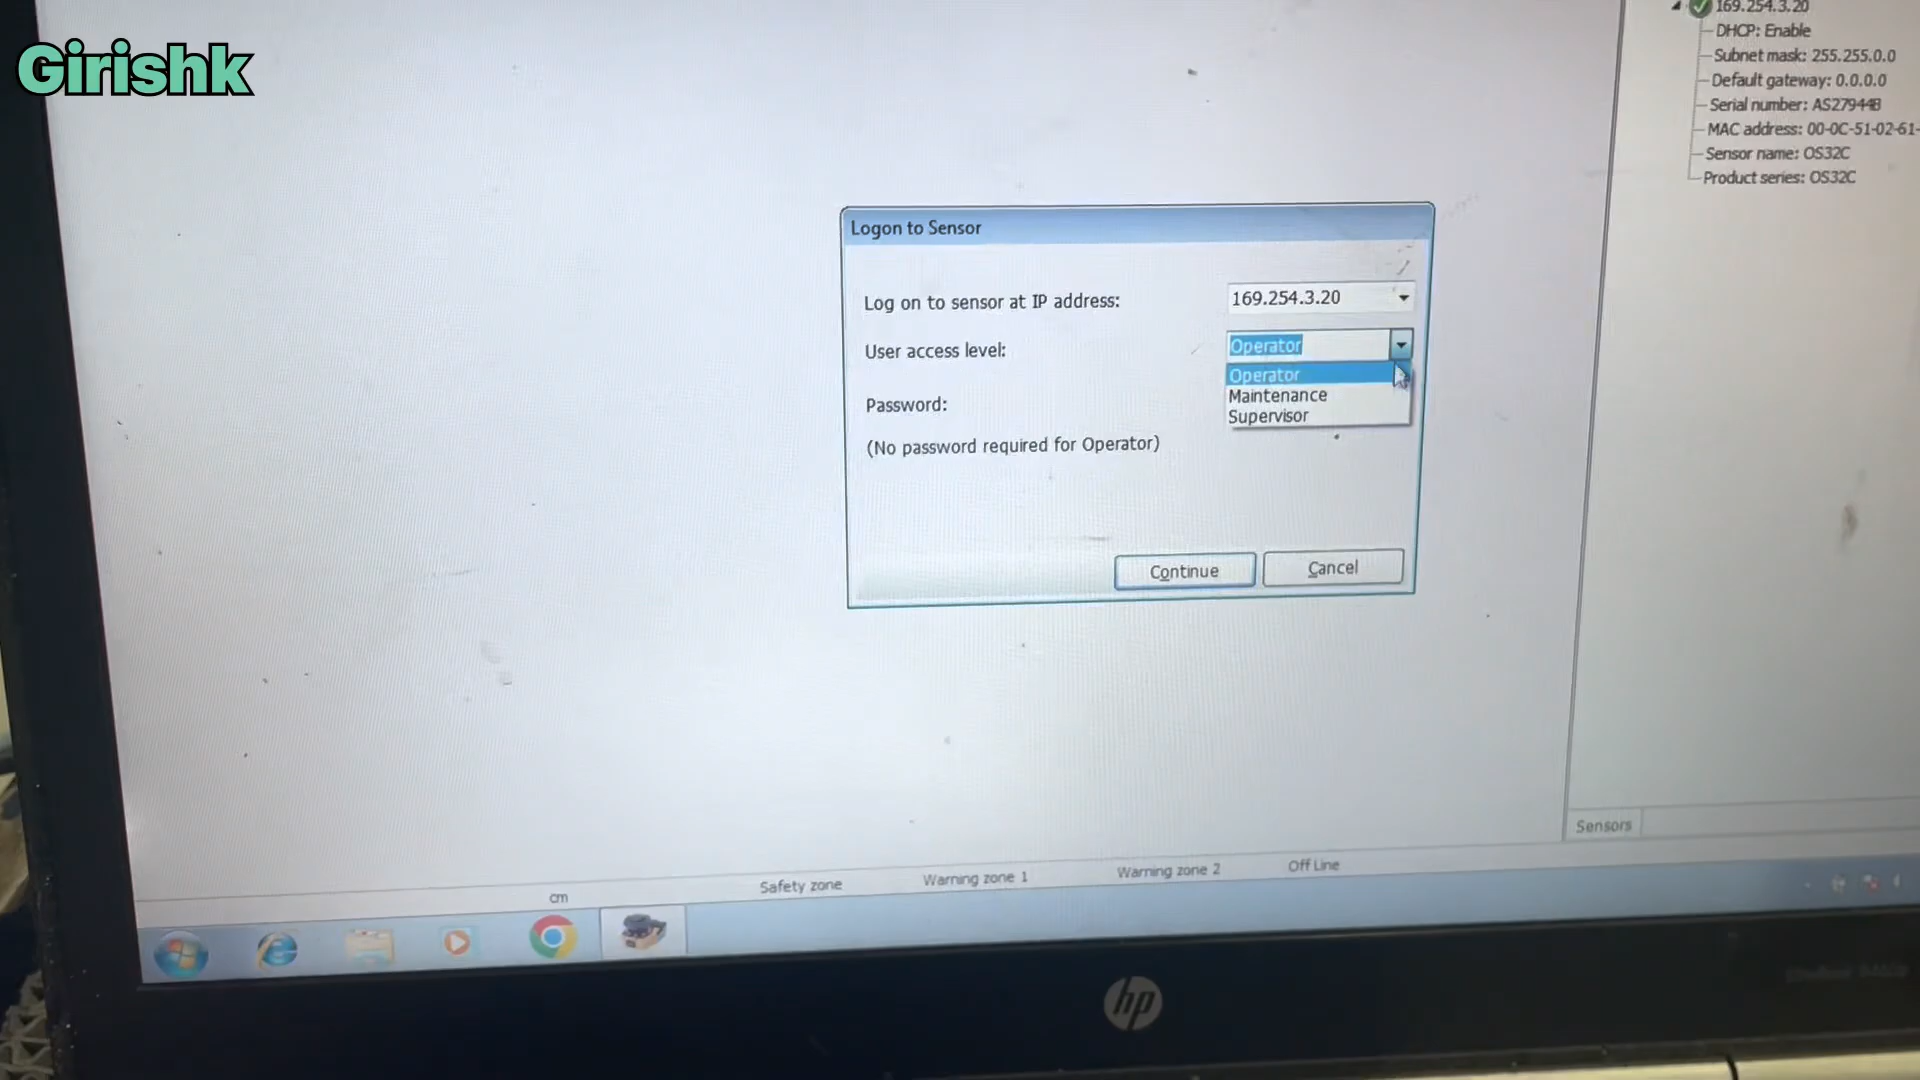 Girishk
169.254.3.20
DHCP: Enable
Subnet mask: 255.255.0.0
Default gateway: 0.0.0.0
Serial number: AS27944B
MAC address: 00-0C-51-02-61-
Sensor name: OS32C
Product series: OS32C
Logon to Sensor
Log on to sensor at IP address: 169.254.3.20
User access level: Operator
Operator
Maintenance
Supervisor
Password:
(No password required for Operator)
Continue Cancel
Sensors
cm Safety zone Warning zone 1 Warning zone 2 Off Line
hp